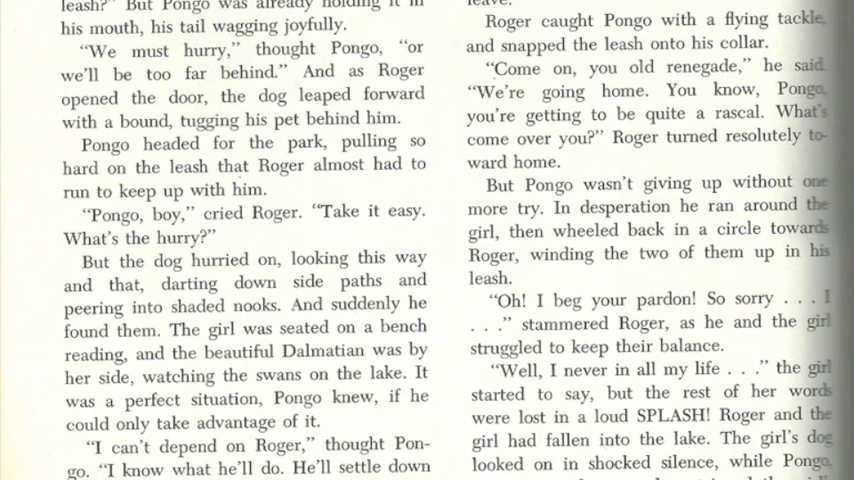 leash?" But Pongo was already holding it in
his mouth, his tail wagging joyfully.
"We must hurry," thought Pongo, "or
we'll be too far behind." And as Roger
opened the door, the dog leaped forward
with a bound, tugging his pet behind him.
Pongo headed for the park, pulling so
hard on the leash that Roger almost had to
run to keep up with him.
"Pongo, boy," cried Roger. "Take it easy.
What's the hurry?"
But the dog hurried on, looking this way
and that, darting down side paths and
peering into shaded nooks. And suddenly he
found them. The girl was seated on a bench
reading, and the beautiful Dalmatian was by
her side, watching the swans on the lake. It
was a perfect situation, Pongo knew, if he
could only take advantage of it.
"I can't depend on Roger," thought Pon-
go. "I know what he'll do. He'll settle down
leave.
Roger caught Pongo with a flying tackle,
and snapped the leash onto his collar.
"Come on, you old renegade," he said.
"We're going home. You know, Pongo,
you're getting to be quite a rascal. What's
come over you?" Roger turned resolutely to-
ward home.
But Pongo wasn't giving up without one
more try. In desperation he ran around the
girl, then wheeled back in a circle towards
Roger, winding the two of them up in his
leash.
"Oh! I beg your pardon! So sorry . . . I
. . ." stammered Roger, as he and the girl
struggled to keep their balance.
"Well, I never in all my life . . ." the girl
started to say, but the rest of her words
were lost in a loud SPLASH! Roger and the
girl had fallen into the lake. The girl's dog
looked on in shocked silence, while Pongo,